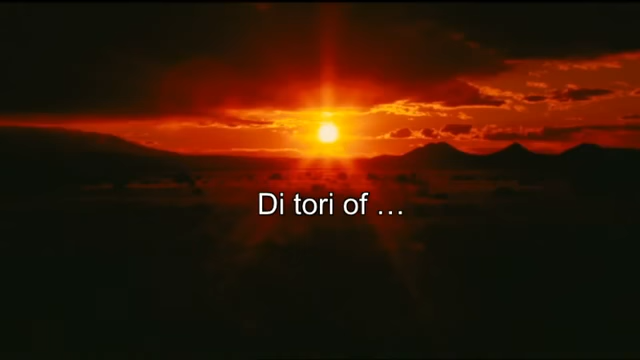 Di tori of …